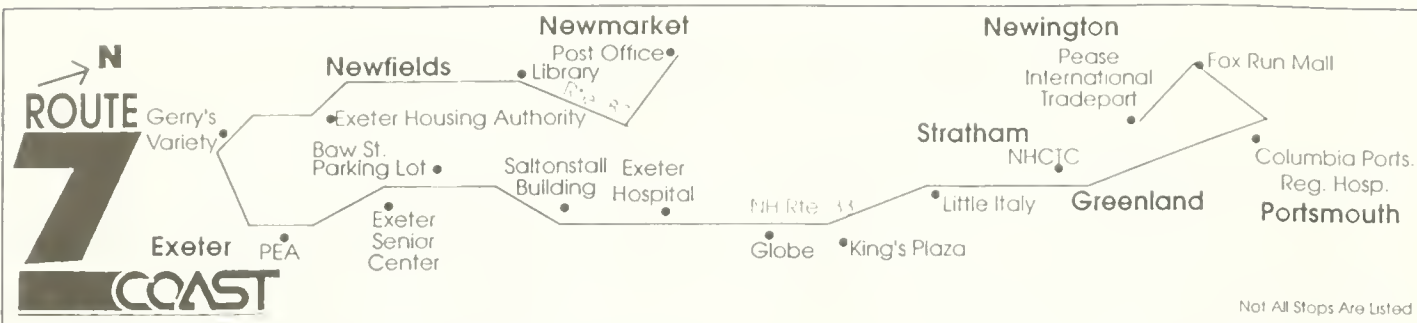 N
ROUTE
7
COAST
Newmarket
Post Office
Newfields
Library
Gerry's
Variety
Exeter Housing Authority
Baw St.
Parking Lot
Saltonstall
Building
Exeter
Hospital
Exeter
PEA
Exeter
Senior
Center
NH Rte. 33
Globe
King's Plaza
Newington
Pease
International
Tradeport
Fox Run Mall
Stratham
NHCTC
Little Italy
Greenland
Columbia Ports.
Reg. Hosp.
Portsmouth
Not All Stops Are Listed